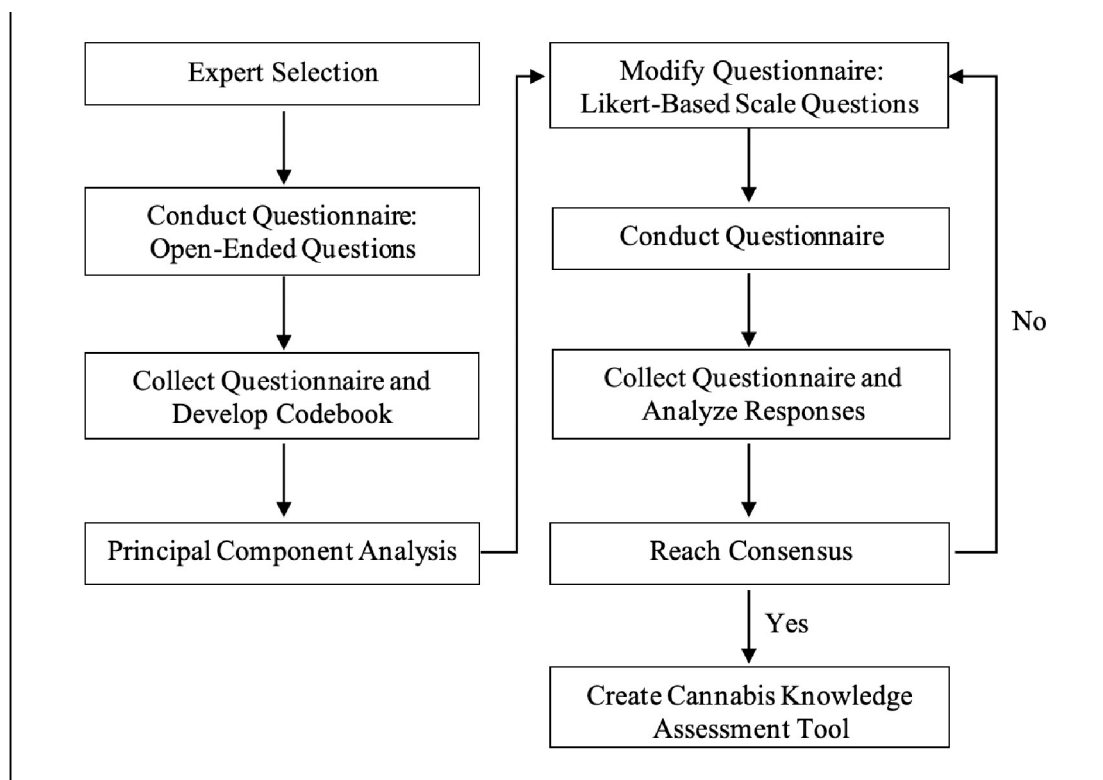 Expert Selection
Conduct Questionnaire:
Open-Ended Questions
Collect Questionnaire and
Develop Codebook
Principal Component Analysis
Modify Questionnaire:
Likert-Based Scale Questions
Conduct Questionnaire
Collect Questionnaire and
Analyze Responses
Reach Consensus
No
Yes
Create Cannabis Knowledge
Assessment Tool